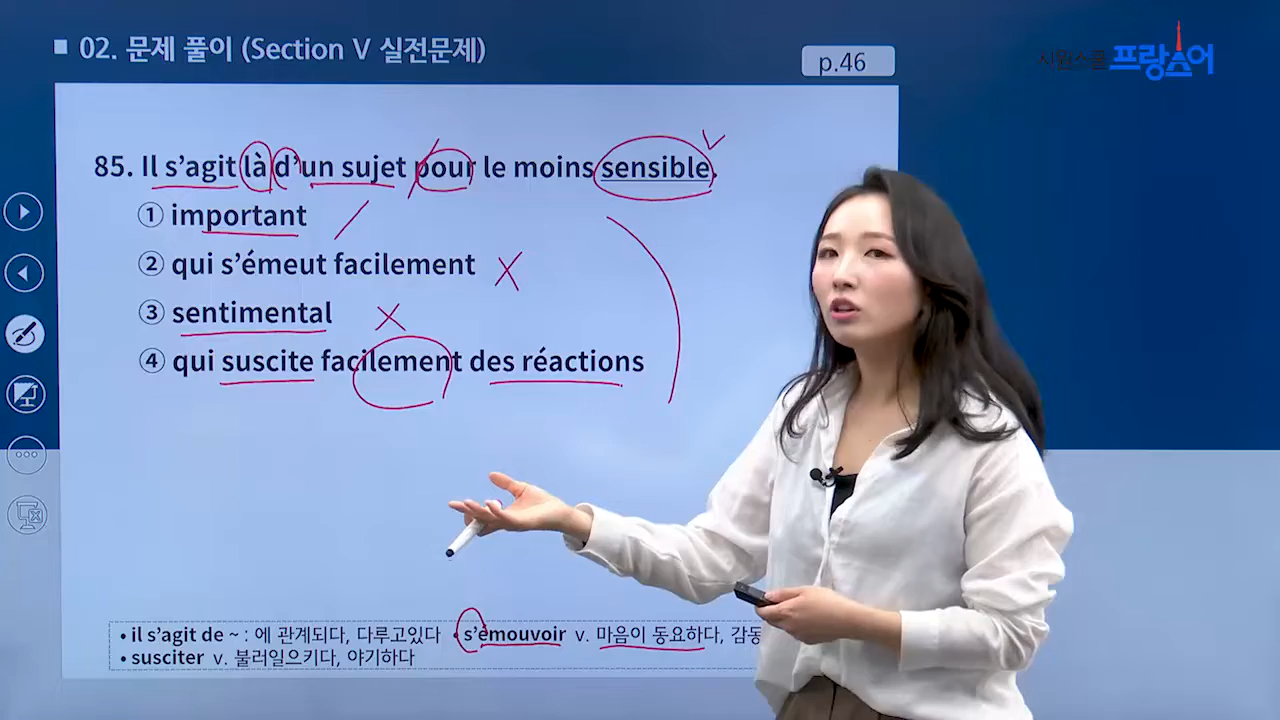 ■ 02. 문제 풀이 (Section V 실전문제)
p.46
시원스쿨 프랑스어
85. Il s’agit là d’un sujet pour le moins sensible.
① important
② qui s’émeut facilement
③ sentimental
④ qui suscite facilement des réactions
• il s’agit de ~ : 에 관계되다, 다루고있다 • s’émouvoir v. 마음이 동요하다, 감동
• susciter v. 불러일으키다, 야기하다